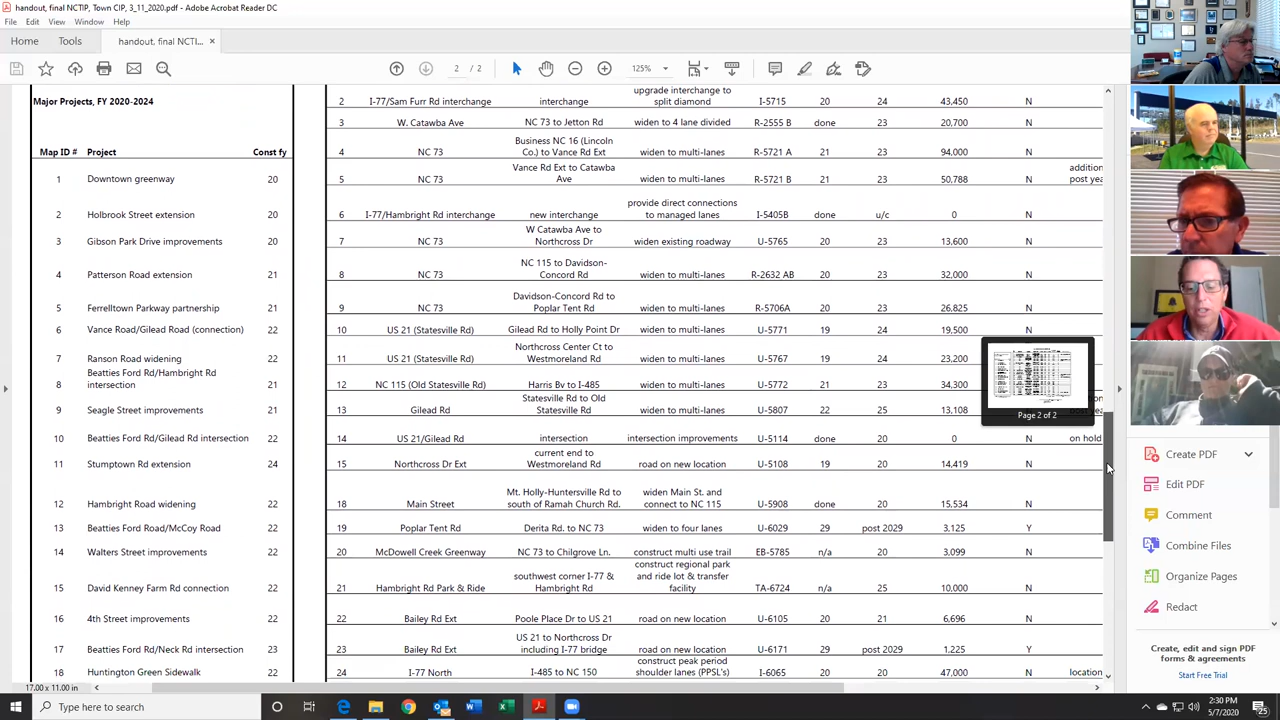 handout, final NCTIP, Town CIP, 3_11_2020.pdf - Adobe Acrobat Reader DC
File Edit View Window Help
Home Tools handout. final NCTI... ×
125%
Major Projects, FY 2020-2024
Map ID # Project Const fy
1 Downtown greenway 20
2 Holbrook Street extension 20
3 Gibson Park Drive improvements 20
4 Patterson Road extension 21
5 Ferrelltown Parkway partnership 21
6 Vance Road/Gilead Road (connection) 22
7 Ranson Road widening 22
Beatties Ford Rd/Hambright Rd
8 intersection 21
9 Seagle Street improvements 21
10 Beatties Ford Rd/Gilead Rd intersection 22
11 Stumptown Rd extension 24
12 Hambright Road widening 22
13 Beatties Ford Road/McCoy Road 22
14 Walters Street improvements 22
15 David Kenney Farm Rd connection 22
16 4th Street improvements 22
17 Beatties Ford Rd/Neck Rd intersection 23
18 Huntington Green Sidewalk 22
upgrade interchange to
2 I-77/Sam Furr Rd interchange interchange split diamond I-5715 20 24 43,450 N
3 W. Catawba Ave NC 73 to Jetton Rd widen to 4 lane divided R-2555 B done 23 20,700 N
Business NC 16 (Lincoln
4 NC 73 Co.) to Vance Rd Ext widen to multi-lanes R-5721 A 21 23 94,000 N
Vance Rd Ext to Catawba addition
5 NC 73 Ave widen to multi-lanes R-5721 B 21 23 50,788 N post yea
provide direct connections
6 I-77/Hambright Rd interchange new interchange to managed lanes I-5405B done u/c 0 N
W Catawba Ave to
7 NC 73 Northcross Dr widen existing roadway U-5765 20 23 13,600 N
NC 115 to Davidson-
8 NC 73 Concord Rd widen to multi-lanes R-2632 AB 20 23 32,000 N
Davidson-Concord Rd to
9 NC 73 Poplar Tent Rd widen to multi-lanes R-5706A 20 23 26,825 N
10 US 21 (Statesville Rd) Gilead Rd to Holly Point Dr widen to multi-lanes U-5771 19 24 19,500 N
Northcross Center Ct to
11 US 21 (Statesville Rd) Westmoreland Rd widen to multi-lanes U-5767 19 24 23,200
12 NC 115 (Old Statesville Rd) Harris Bv to I-485 widen to multi-lanes U-5772 21 23 34,300
Statesville Rd to Old
13 Gilead Rd Statesville Rd widen to multi-lanes U-5807 22 25 13,108
14 US 21/Gilead Rd intersection intersection improvements U-5114 done 20 0 N on hold
current end to
15 Northcross Dr Ext Westmoreland Rd road on new location U-5108 19 20 14,419 N
Mt. Holly-Huntersville Rd to widen Main St. and
18 Main Street south of Ramah Church Rd. connect to NC 115 U-5908 done 20 15,534 N
19 Poplar Tent Rd Derita Rd. to NC 73 widen to four lanes U-6029 29 post 2029 3,125 Y
20 McDowell Creek Greenway NC 73 to Chilgrove Ln. construct multi use trail EB-5785 n/a 20 3,099 N
construct regional park
southwest corner I-77 & and ride lot & transfer
21 Hambright Rd Park & Ride Hambright Rd facility TA-6724 n/a 25 10,000 N
22 Bailey Rd Ext Poole Place Dr to US 21 road on new location U-6105 20 21 6,696 N
US 21 to Northcross Dr
23 Bailey Rd Ext including I-77 bridge road on new location U-6171 29 post 2029 1,225 Y
construct peak period
24 I-77 North I-485 to NC 150 shoulder lanes (PPSL's) I-6065 20 47,000 N location
Page 2 of 2
Create PDF
Edit PDF
Comment
Combine Files
Organize Pages
Redact
Create, edit and sign PDF
forms & agreements
Start Free Trial
17.00 x 11.00 in
Type here to search
2:30 PM
5/7/2020
25